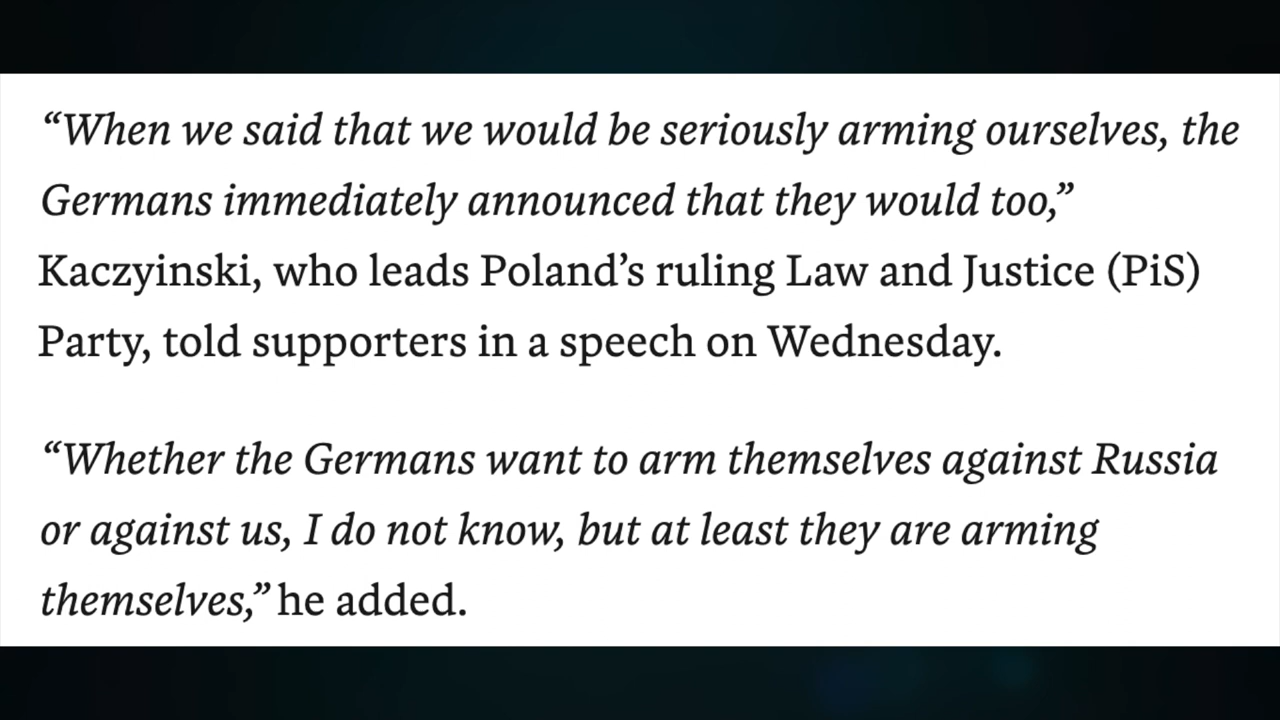 “When we said that we would be seriously arming ourselves, the
Germans immediately announced that they would too,”
Kaczyinski, who leads Poland’s ruling Law and Justice (PiS)
Party, told supporters in a speech on Wednesday.
“Whether the Germans want to arm themselves against Russia
or against us, I do not know, but at least they are arming
themselves,” he added.